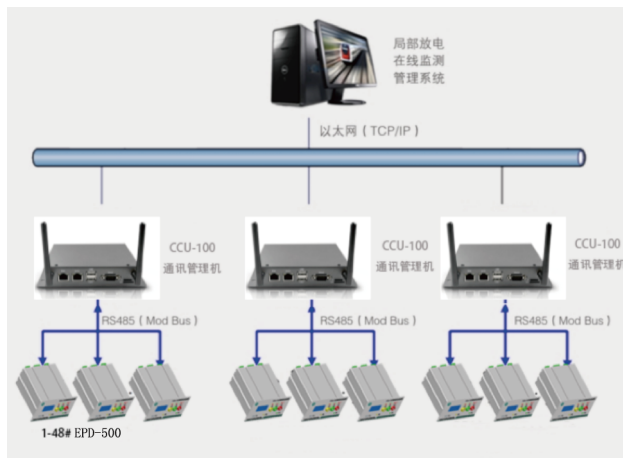 局部放电
在线监测
管理系统
以太网（TCP/IP）
CCU-100
通讯管理机
CCU-100
通讯管理机
CCU-100
通讯管理机
RS485（Mod Bus）
RS485（Mod Bus）
RS485（Mod Bus）
1-48# EPD-500